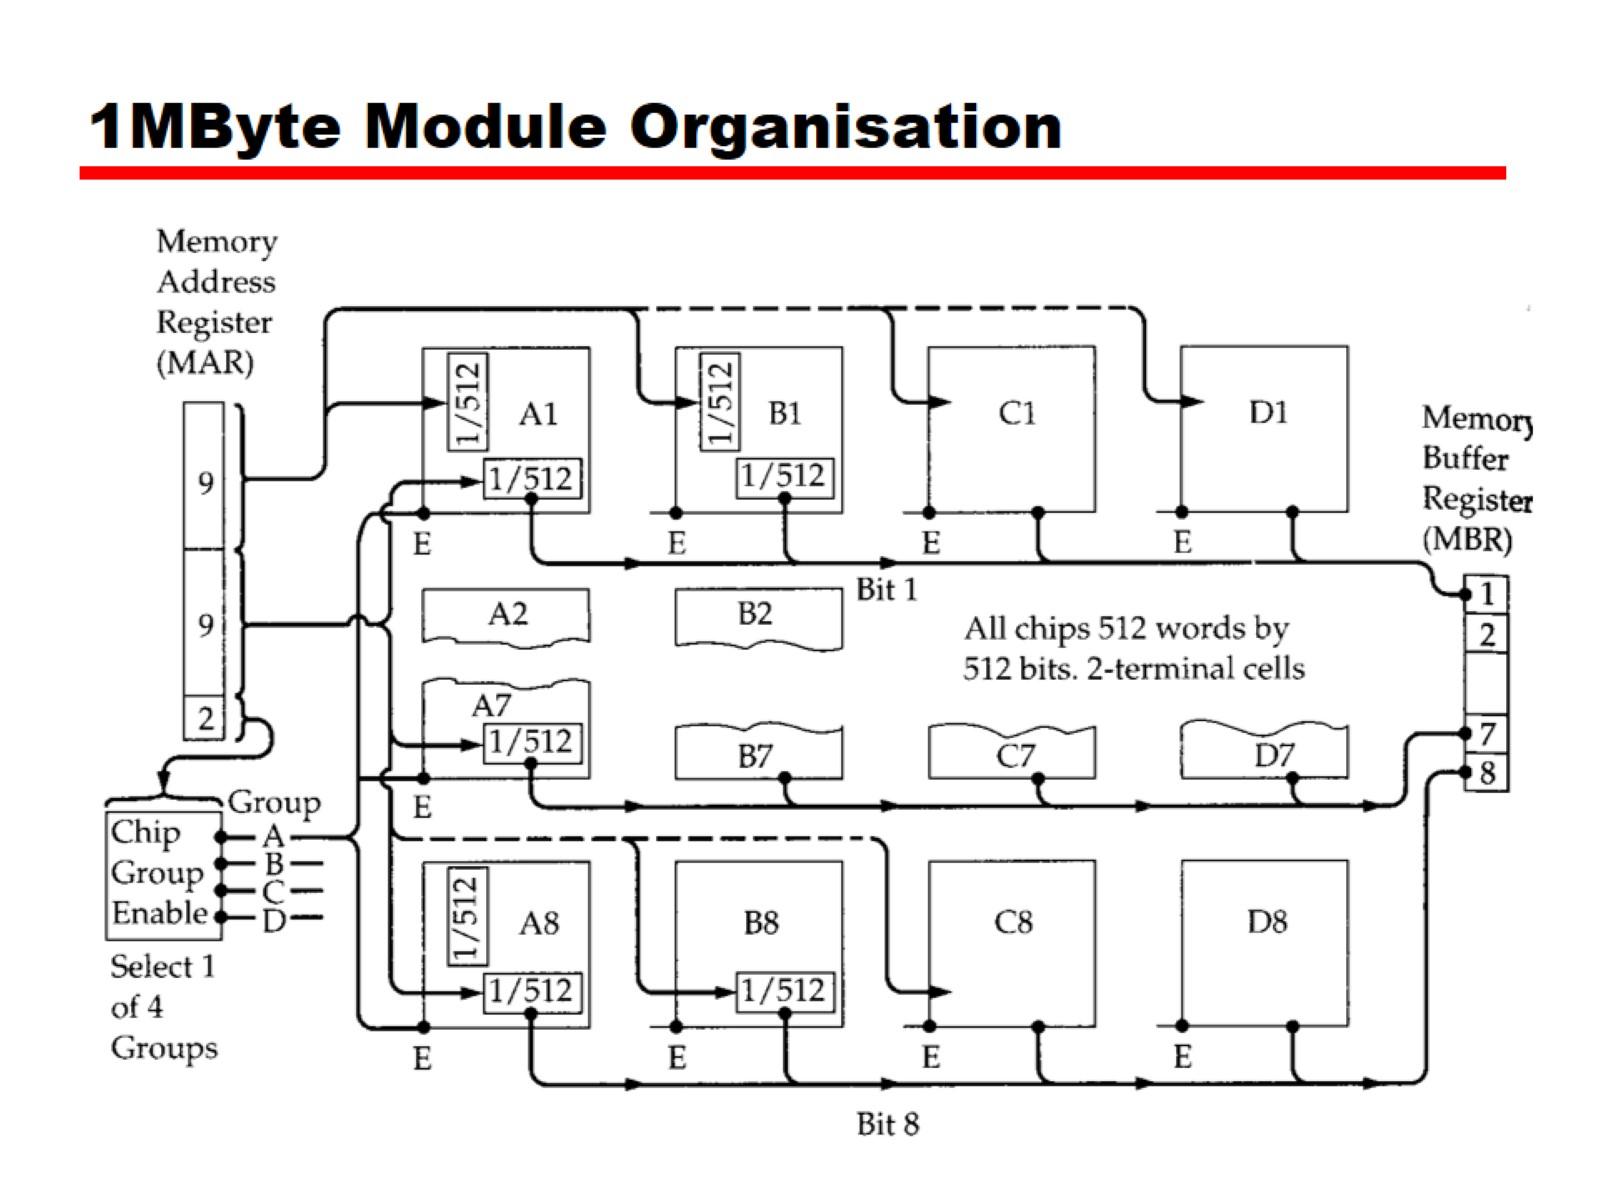 1MByte Module Organisation
Memory
Address
Register
(MAR)
9
9
2
1/512
A1
1/512
E
1/512
B1
1/512
E
C1
E
D1
E
Bit 1
Memory
Buffer
Register
(MBR)
1
2
7
8
A2
B2
All chips 512 words by
512 bits. 2-terminal cells
A7
1/512
E
B7
C7
D7
Group
Chip
Group
Enable
A
B
C
D
Select 1
of 4
Groups
1/512
A8
1/512
E
B8
1/512
E
C8
E
D8
E
Bit 8